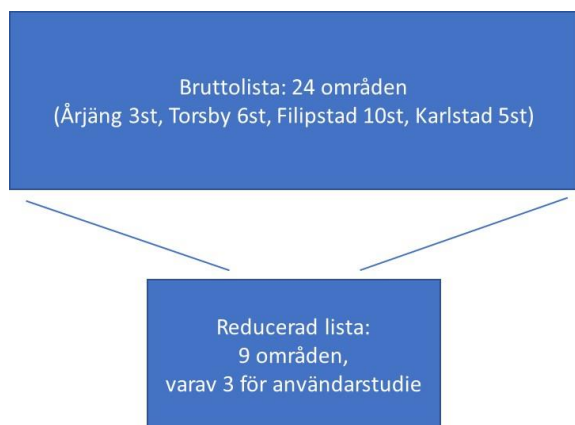 Bruttolista: 24 områden
(Årjäng 3st, Torsby 6st, Filipstad 10st, Karlstad 5st)
Reducerad lista:
9 områden,
varav 3 för användarstudie